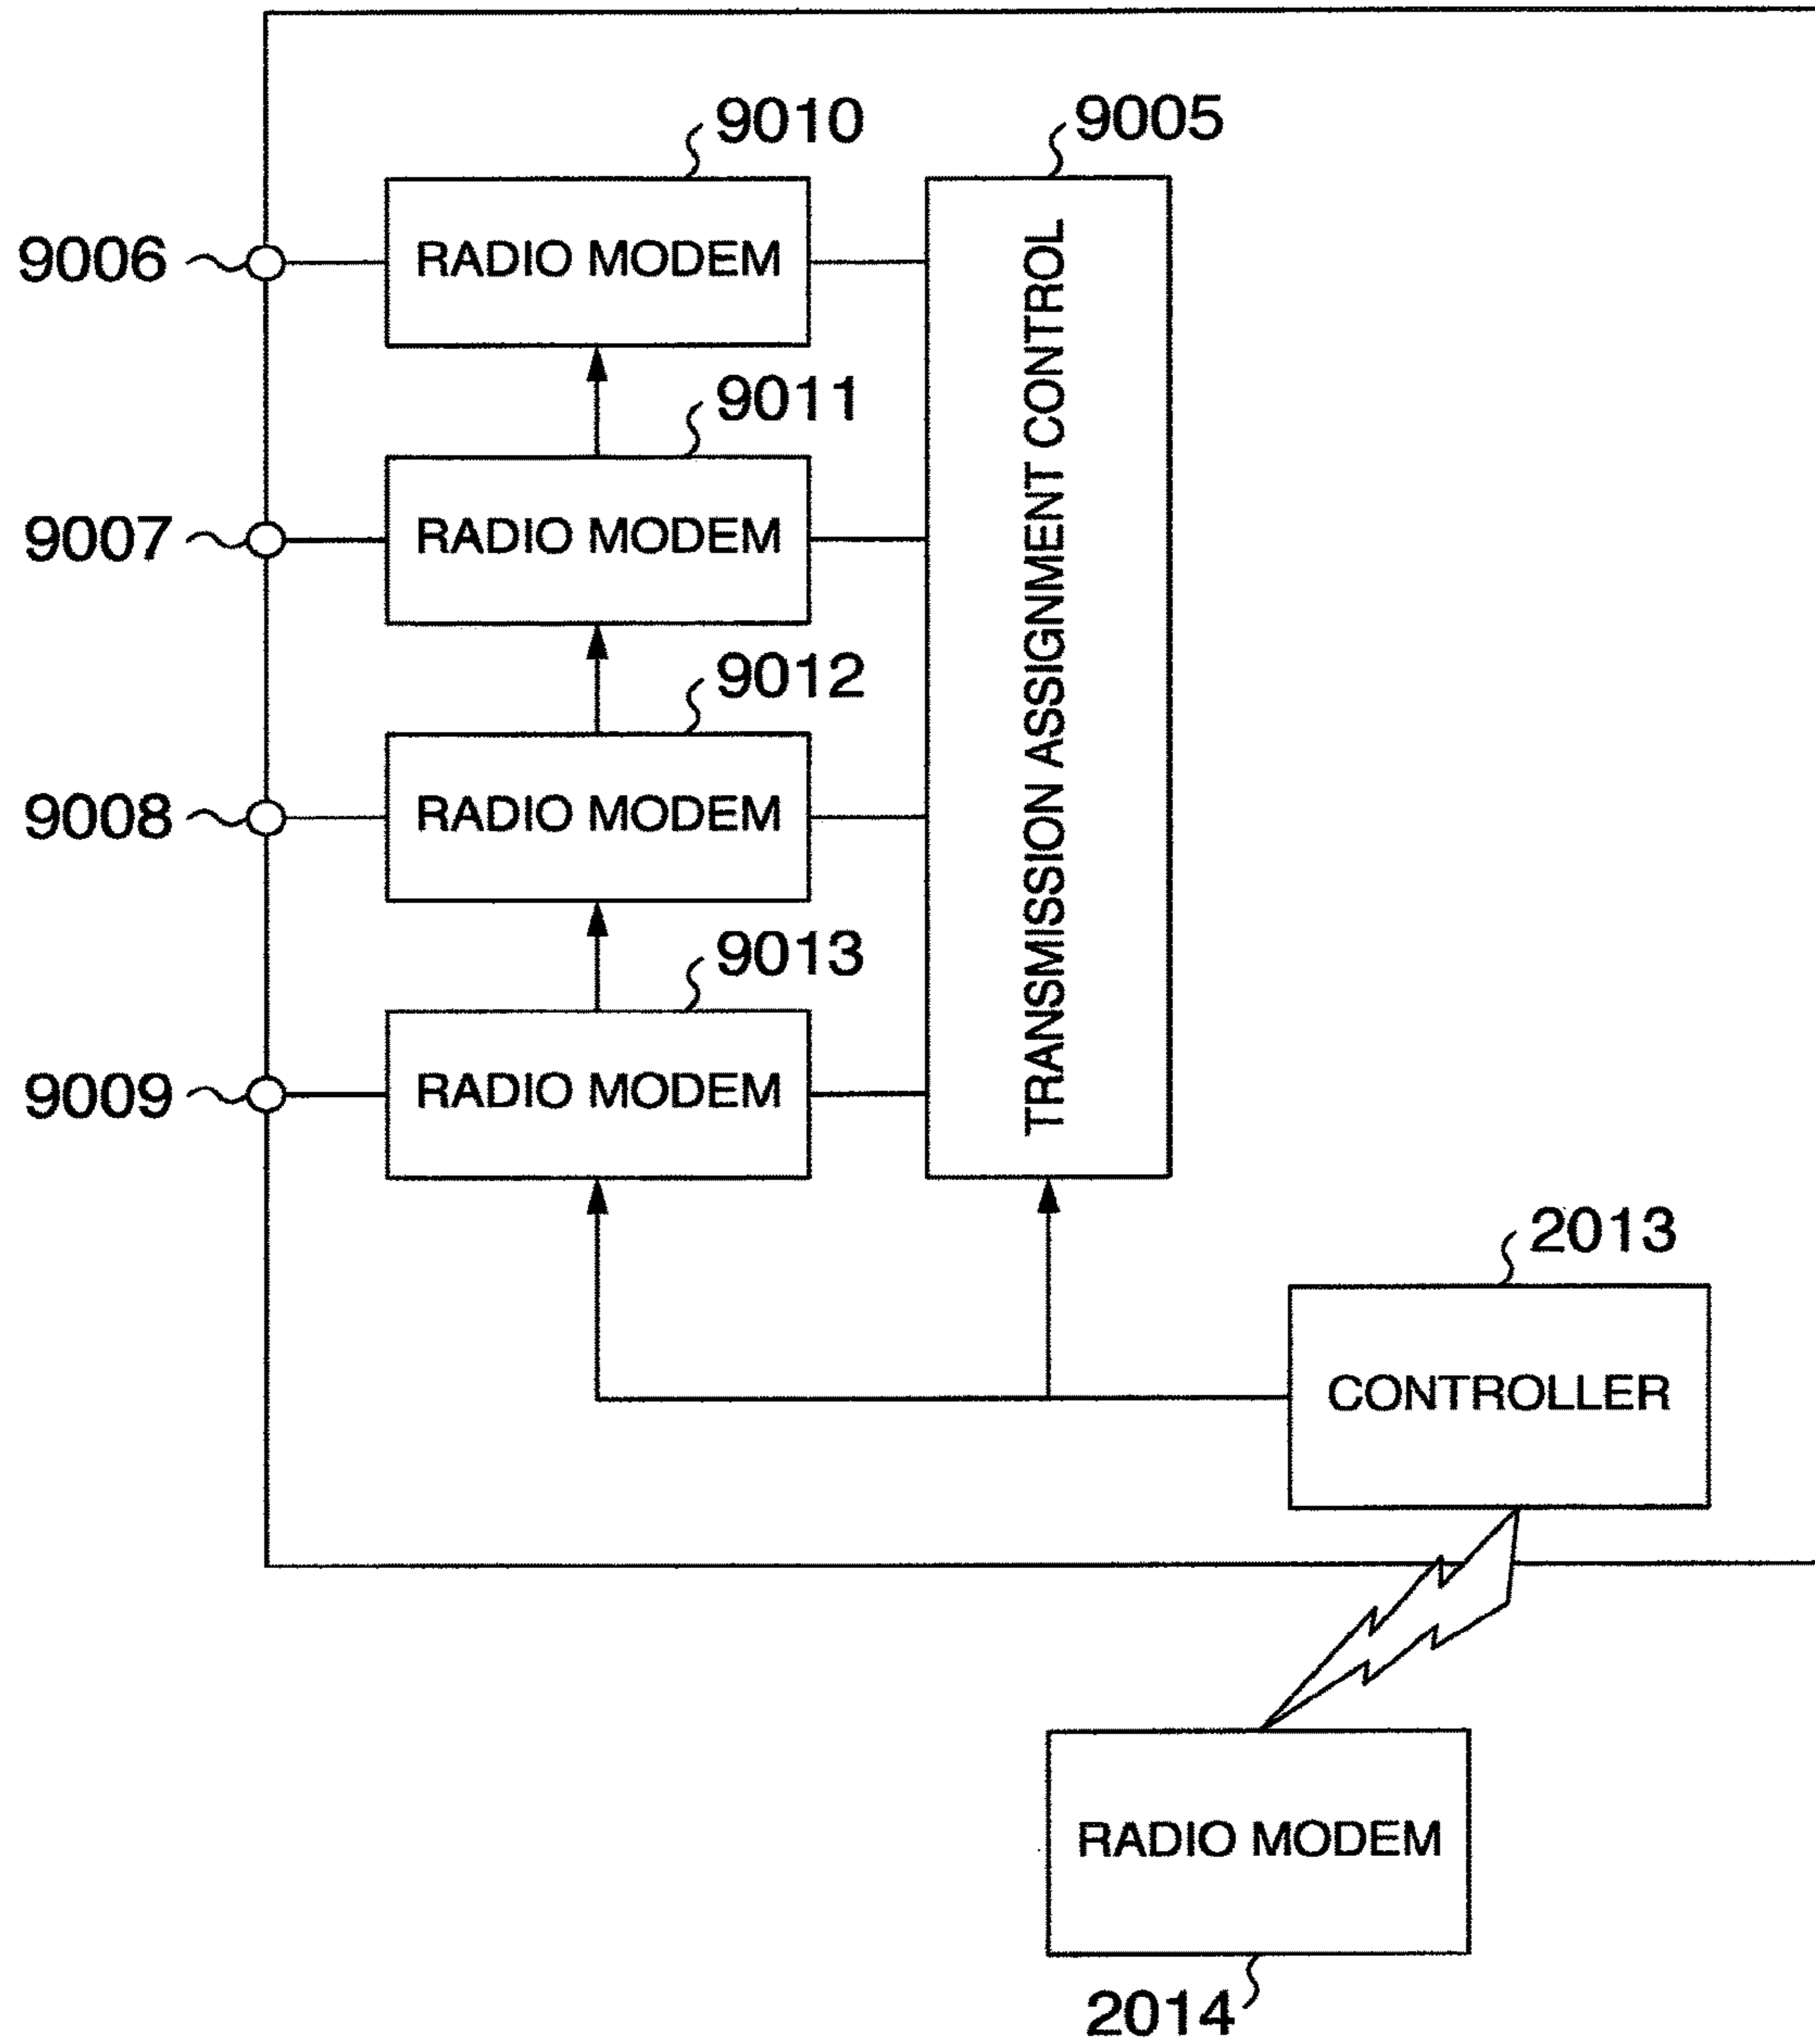 9010
9005
9006
RADIO MODEM
TRANSMISSION ASSIGNMENT CONTROL
9011
9007
RADIO MODEM
9012
9008
RADIO MODEM
9013
9009
RADIO MODEM
2013
CONTROLLER
RADIO MODEM
2014